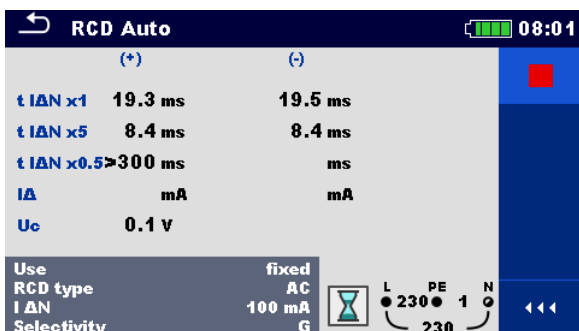 RCD Auto 08:01
(+) (-)
t IΔN x1 19.3 ms 19.5 ms
t IΔN x5 8.4 ms 8.4 ms
t IΔN x0.5 >300 ms ms
IΔ mA mA
Uc 0.1 V
Use fixed
RCD type AC
I ΔN 100 mA
Selectivity G
L PE N
230 1
230